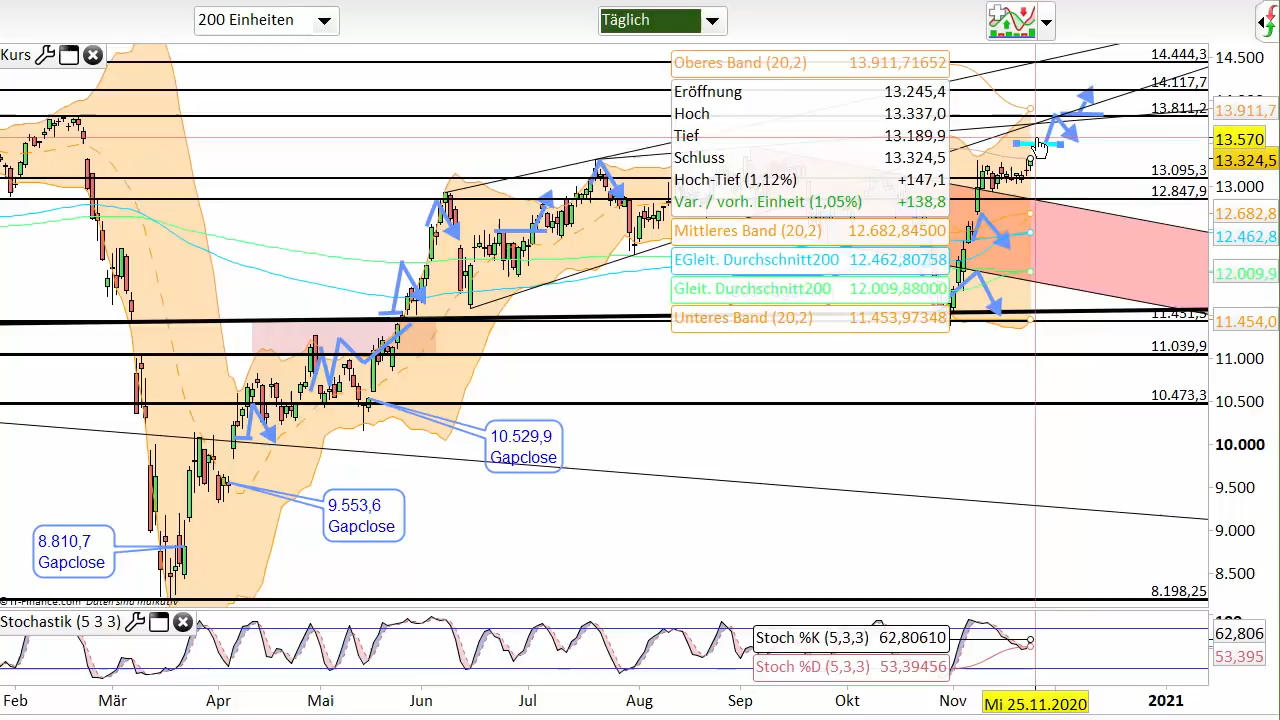 200 Einheiten
Täglich
Kurs
14.444,3
14.500
14.117,7
13.811,2
13.911,7
13.570
13.324,5
13.095,3
13.000
12.847,9
12.682,8
12.462,8
12.009,9
11.451,5
11.454,0
11.039,9
11.000
10.473,3
10.500
10.000
9.500
9.000
8.500
8.198,25
Oberes Band (20,2) 13.911,71652
Eröffnung 13.245,4
Hoch 13.337,0
Tief 13.189,9
Schluss 13.324,5
Hoch-Tief (1,12%) +147,1
Var. / vorh. Einheit (1,05%) +138,8
Mittleres Band (20,2) 12.682,84500
EGleit. Durchschnitt200 12.462,80758
Gleit. Durchschnitt200 12.009,88000
Unteres Band (20,2) 11.453,97348
10.529,9
Gapclose
9.553,6
Gapclose
8.810,7
Gapclose
© IT-Finance.com Daten sind indikativ
Stochastik (5 3 3)
Stoch %K (5,3,3) 62,80610
Stoch %D (5,3,3) 53,39456
62,806
53,395
Feb Mär Apr Mai Jun Jul Aug Sep Okt Nov Mi 25.11.2020 2021